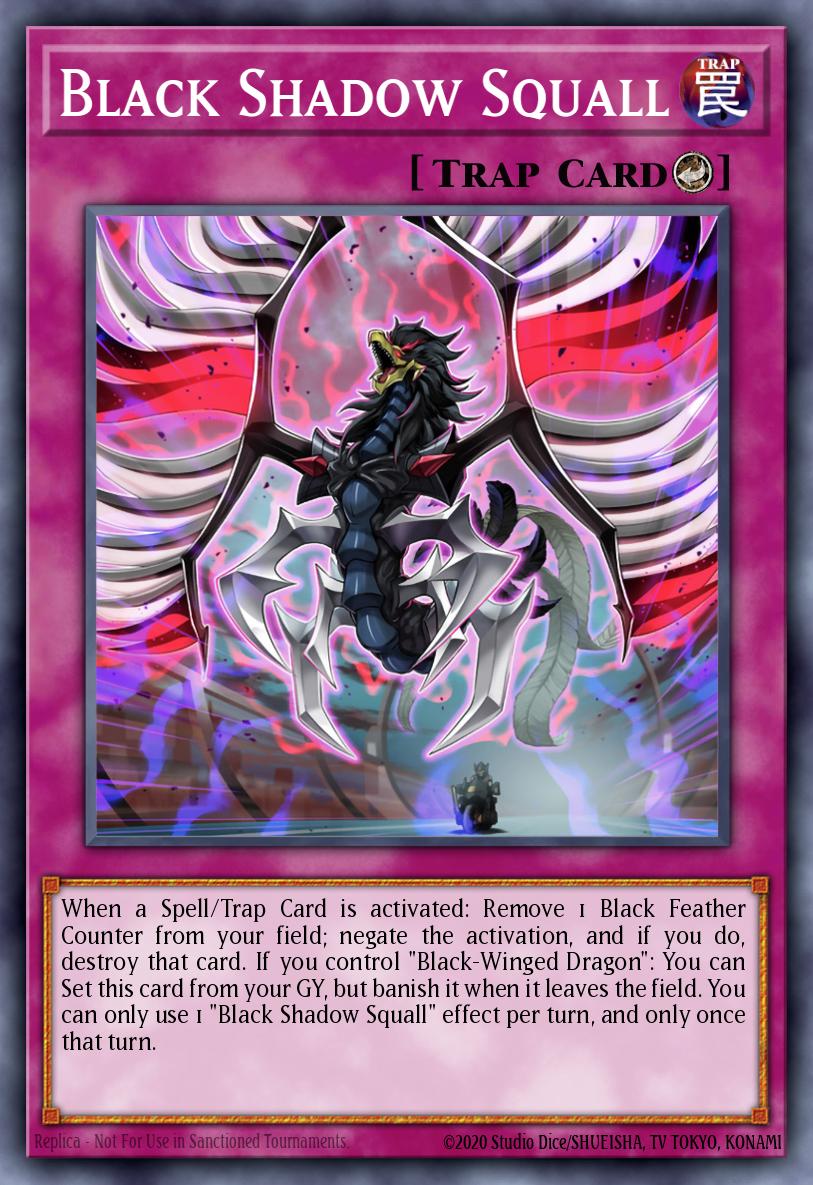 Black Shadow Squall
TRAP
罠
[Trap Card]
When a Spell/Trap Card is activated: Remove 1 Black Feather
Counter from your field; negate the activation, and if you do,
destroy that card. If you control "Black-Winged Dragon": You can
Set this card from your GY, but banish it when it leaves the field. You
can only use 1 "Black Shadow Squall" effect per turn, and only once
that turn.
Replica - Not For Use in Sanctioned Tournaments.
©2020 Studio Dice/SHUEISHA, TV TOKYO, KONAMI